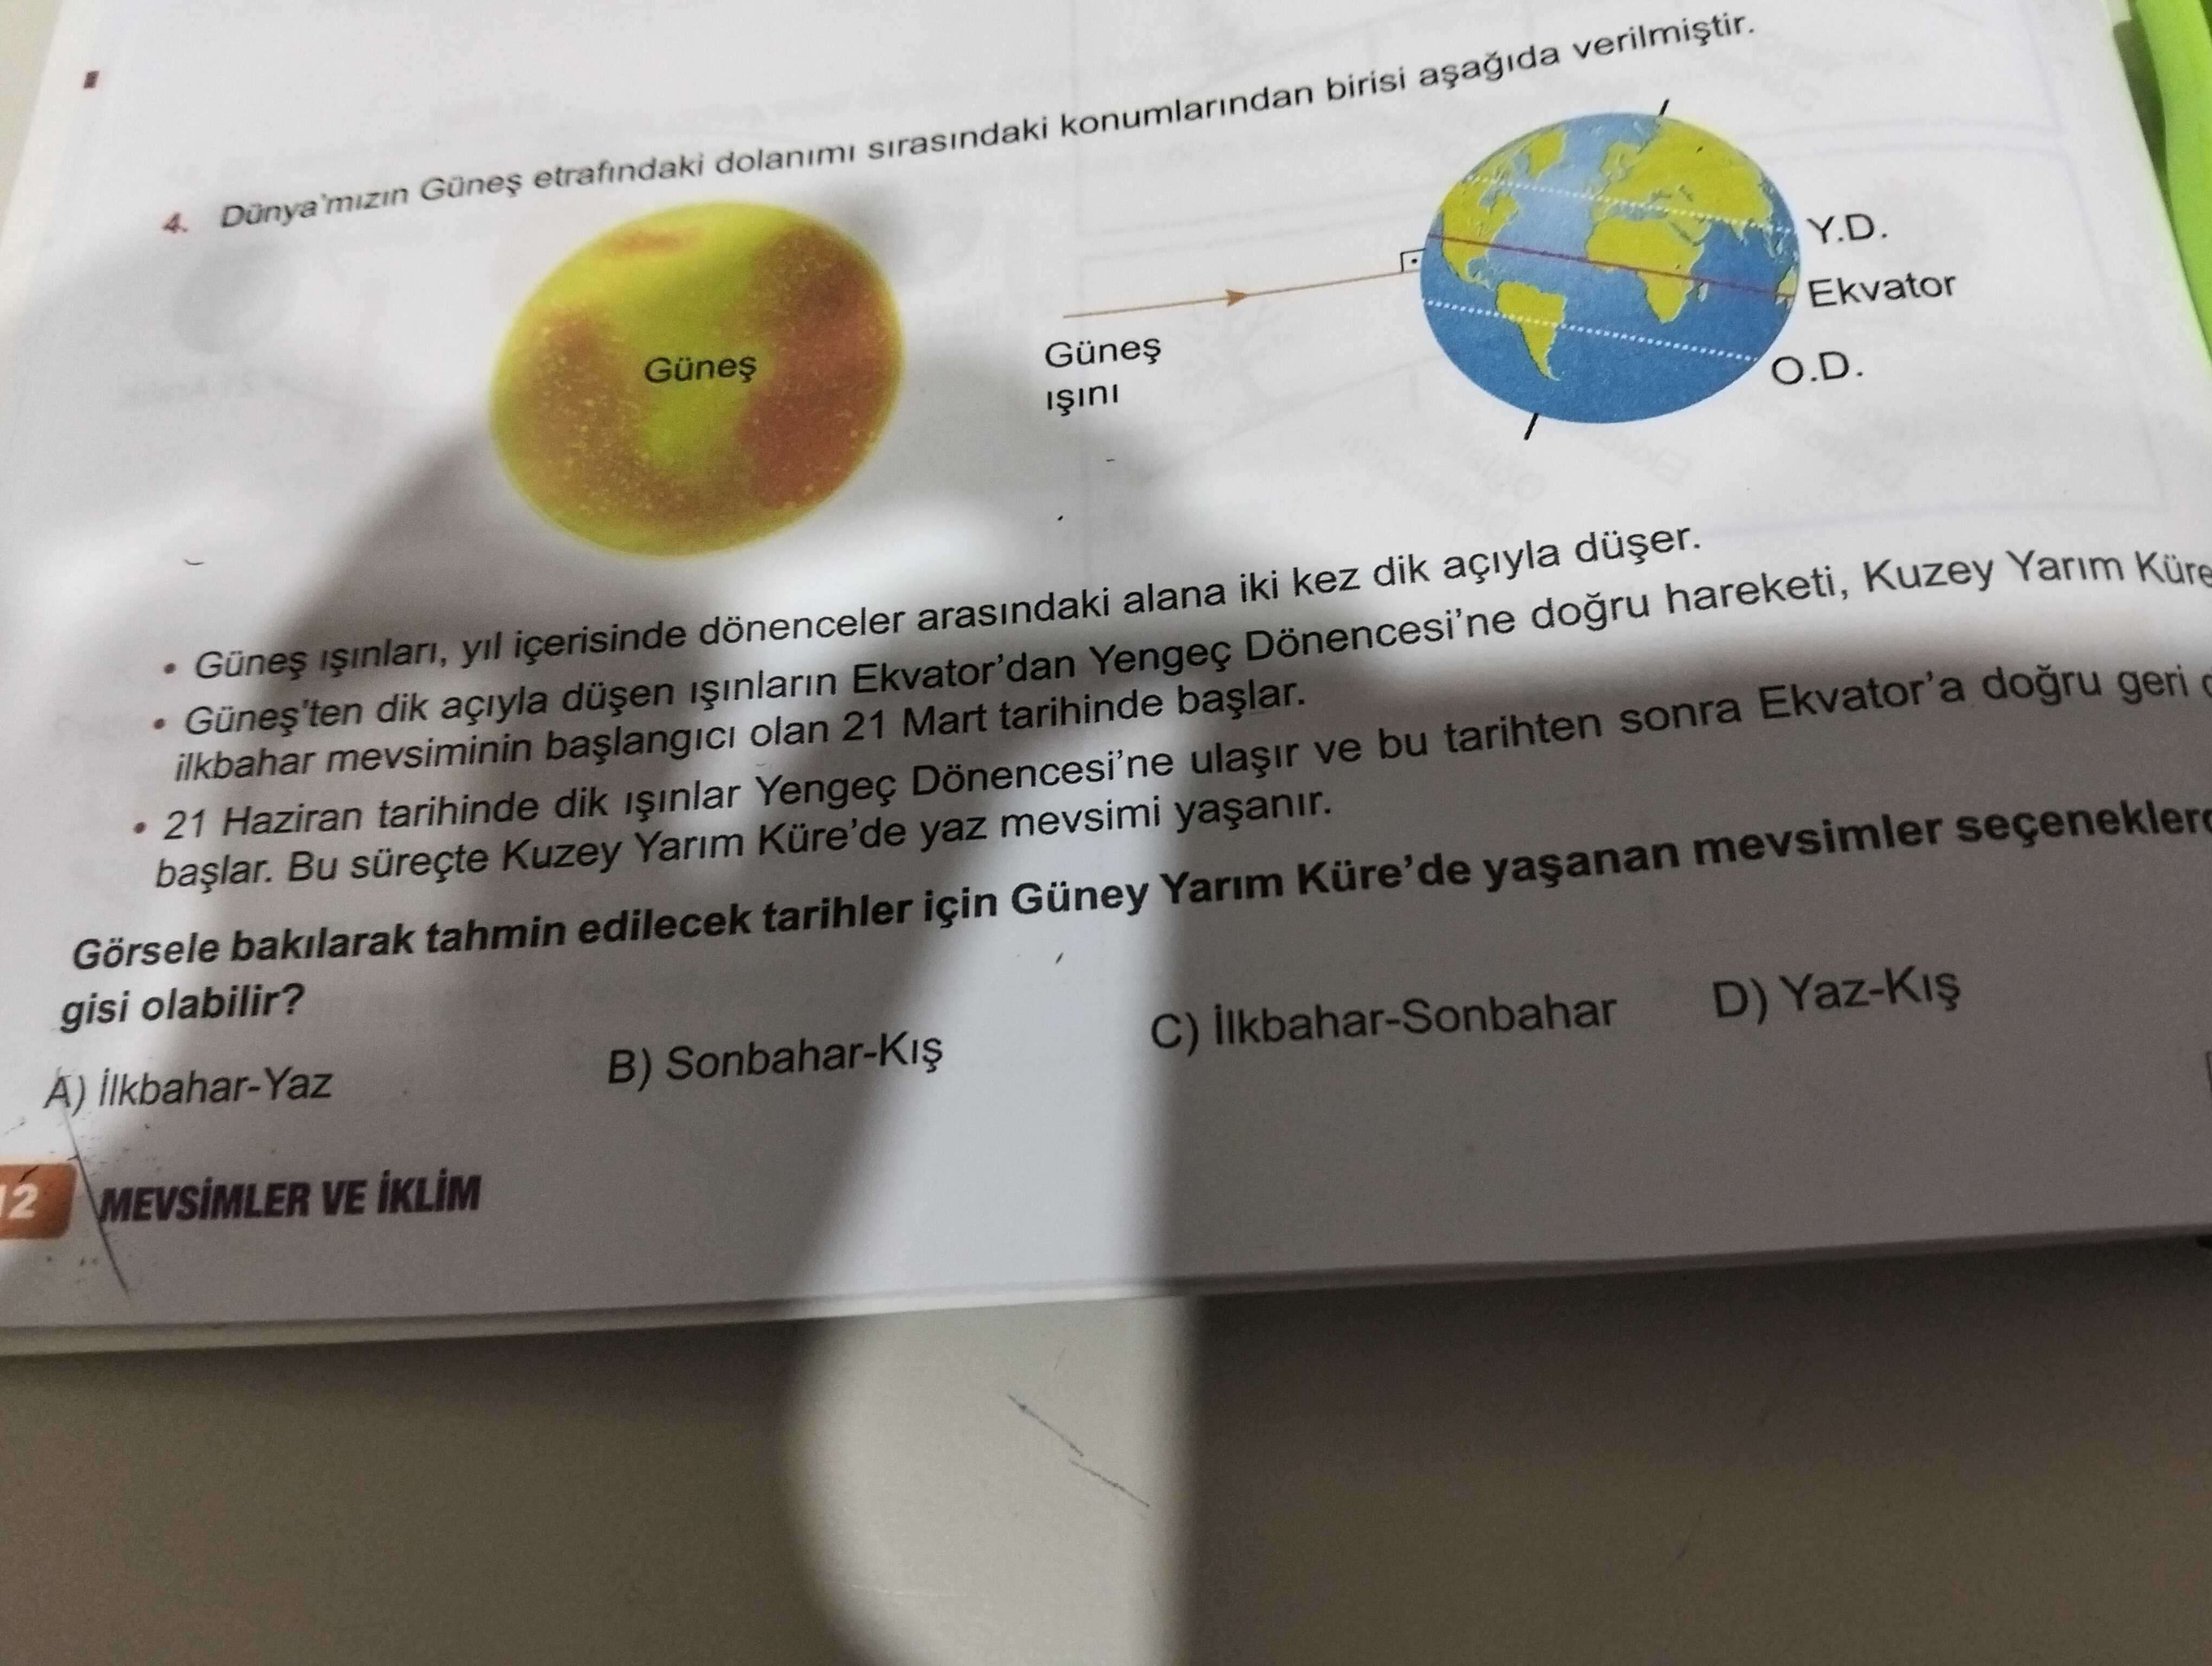 4. Dünya'mızın Güneş etrafındaki dolanımı sırasındaki konumlarından birisi aşağıda verilmiştir.
Güneş
Güneş
ışını
Y.D.
Ekvator
O.D.
• Güneş ışınları, yıl içerisinde dönenceler arasındaki alana iki kez dik açıyla düşer.
• Güneş'ten dik açıyla düşen ışınların Ekvator'dan Yengeç Dönencesi'ne doğru hareketi, Kuzey Yarım Küre
ilkbahar mevsiminin başlangıcı olan 21 Mart tarihinde başlar.
• 21 Haziran tarihinde dik ışınlar Yengeç Dönencesi'ne ulaşır ve bu tarihten sonra Ekvator'a doğru geri
başlar. Bu süreçte Kuzey Yarım Küre'de yaz mevsimi yaşanır.
Görsele bakılarak tahmin edilecek tarihler için Güney Yarım Küre'de yaşanan mevsimler
gisi olabilir?
A) İlkbahar-Yaz
B) Sonbahar-Kış
C) İlkbahar-Sonbahar
D) Yaz-Kış
12 MEVSİMLER VE İKLİM